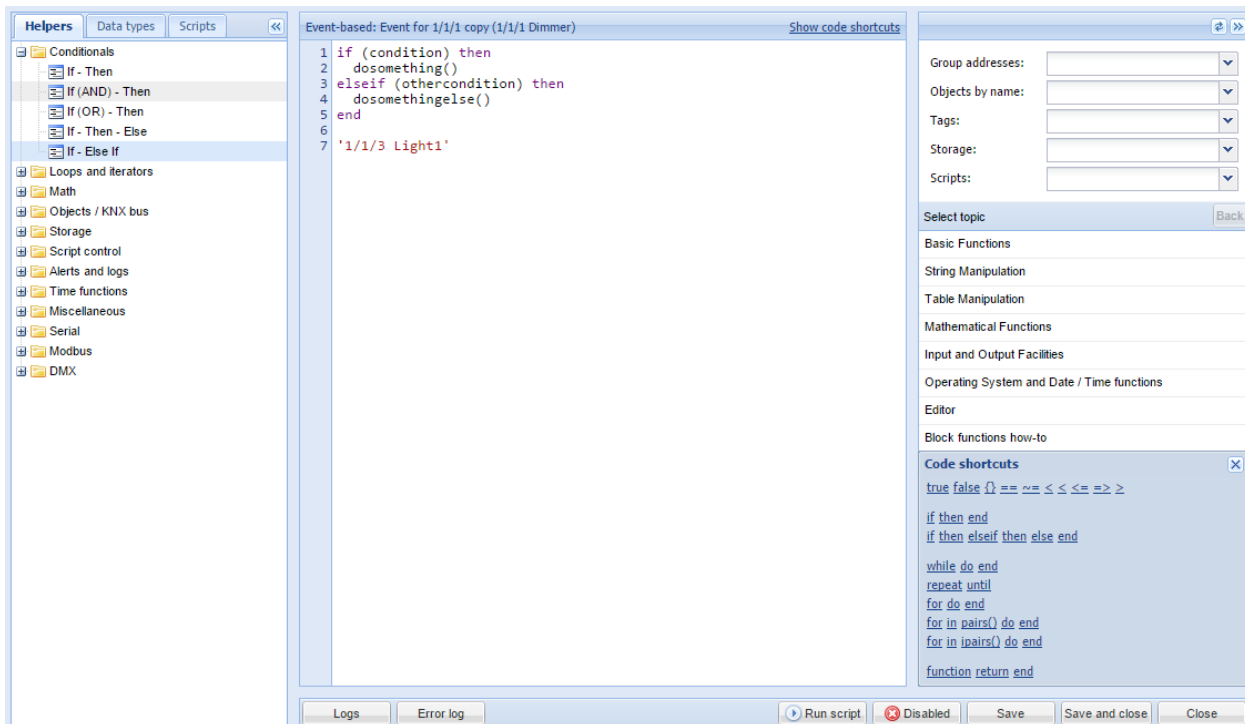 Helpers Data types Scripts
Conditionals
If - Then
If (AND) - Then
If (OR) - Then
If - Then - Else
If - Else If
Loops and iterators
Math
Objects / KNX bus
Storage
Script control
Alerts and logs
Time functions
Miscellaneous
Serial
Modbus
DMX
Event-based: Event for 1/1/1 copy (1/1/1 Dimmer) Show code shortcuts
1 if (condition) then
2 dosomething()
3 elseif (othercondition) then
4 dosomethingelse()
5 end
6
7 '1/1/3 Light1'
Logs Error log Run script Disabled Save Save and close Close
Group addresses:
Objects by name:
Tags:
Storage:
Scripts:
Select topic Back
Basic Functions
String Manipulation
Table Manipulation
Mathematical Functions
Input and Output Facilities
Operating System and Date / Time functions
Editor
Block functions how-to
Code shortcuts
true false {} == ~= < < <= => >
if then end
if then elseif then else end
while do end
repeat until
for do end
for in pairs() do end
for in ipairs() do end
function return end